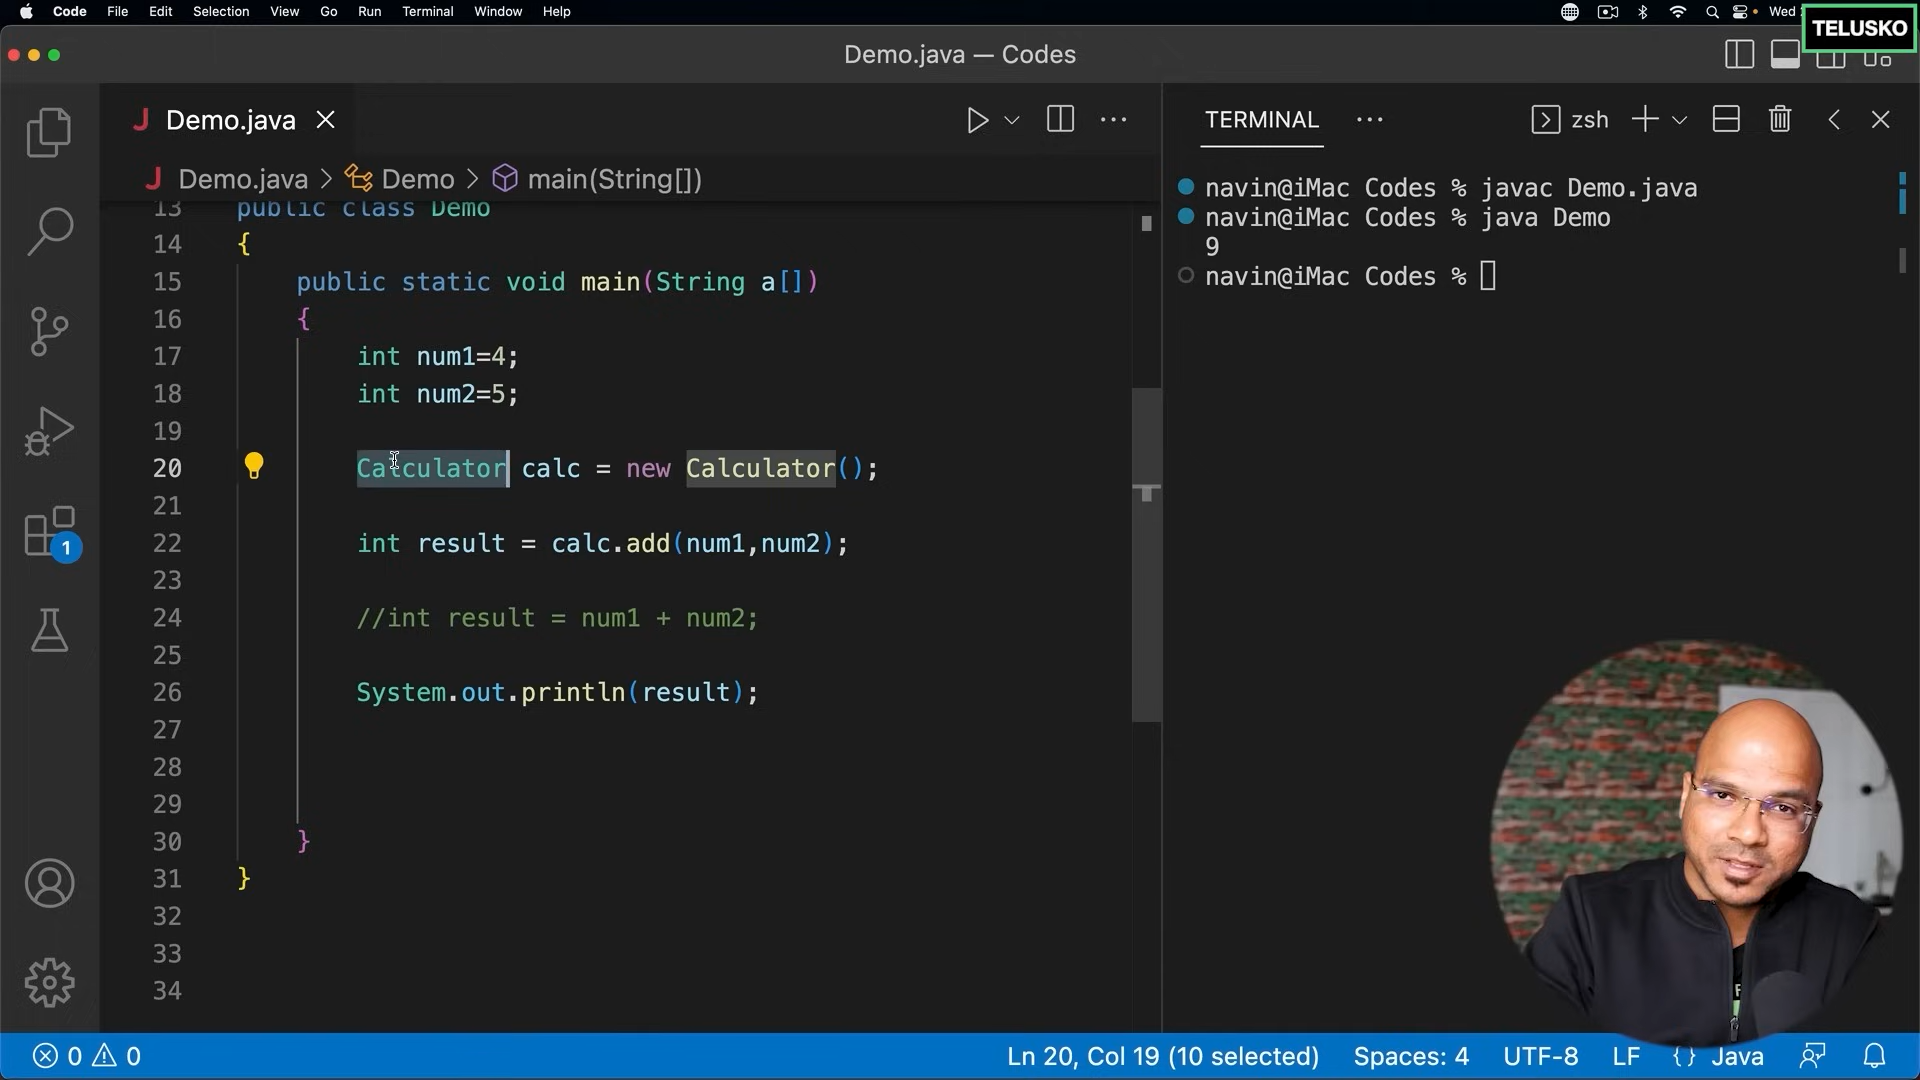 Code File Edit Selection View Go Run Terminal Window Help Wed
TELUSKO
Demo.java — Codes
Demo.java
Demo.java > Demo > main(String[])
13 public class Demo
14 {
15 public static void main(String a[])
16 {
17 int num1=4;
18 int num2=5;
19
20 Calculator calc = new Calculator();
21
22 int result = calc.add(num1,num2);
23
24 //int result = num1 + num2;
25
26 System.out.println(result);
27
28
29
30 }
31 }
32
33
34
1
TERMINAL zsh
navin@iMac Codes % javac Demo.java
navin@iMac Codes % java Demo
9
navin@iMac Codes %
0 0 Ln 20, Col 19 (10 selected) Spaces: 4 UTF-8 LF {} Java